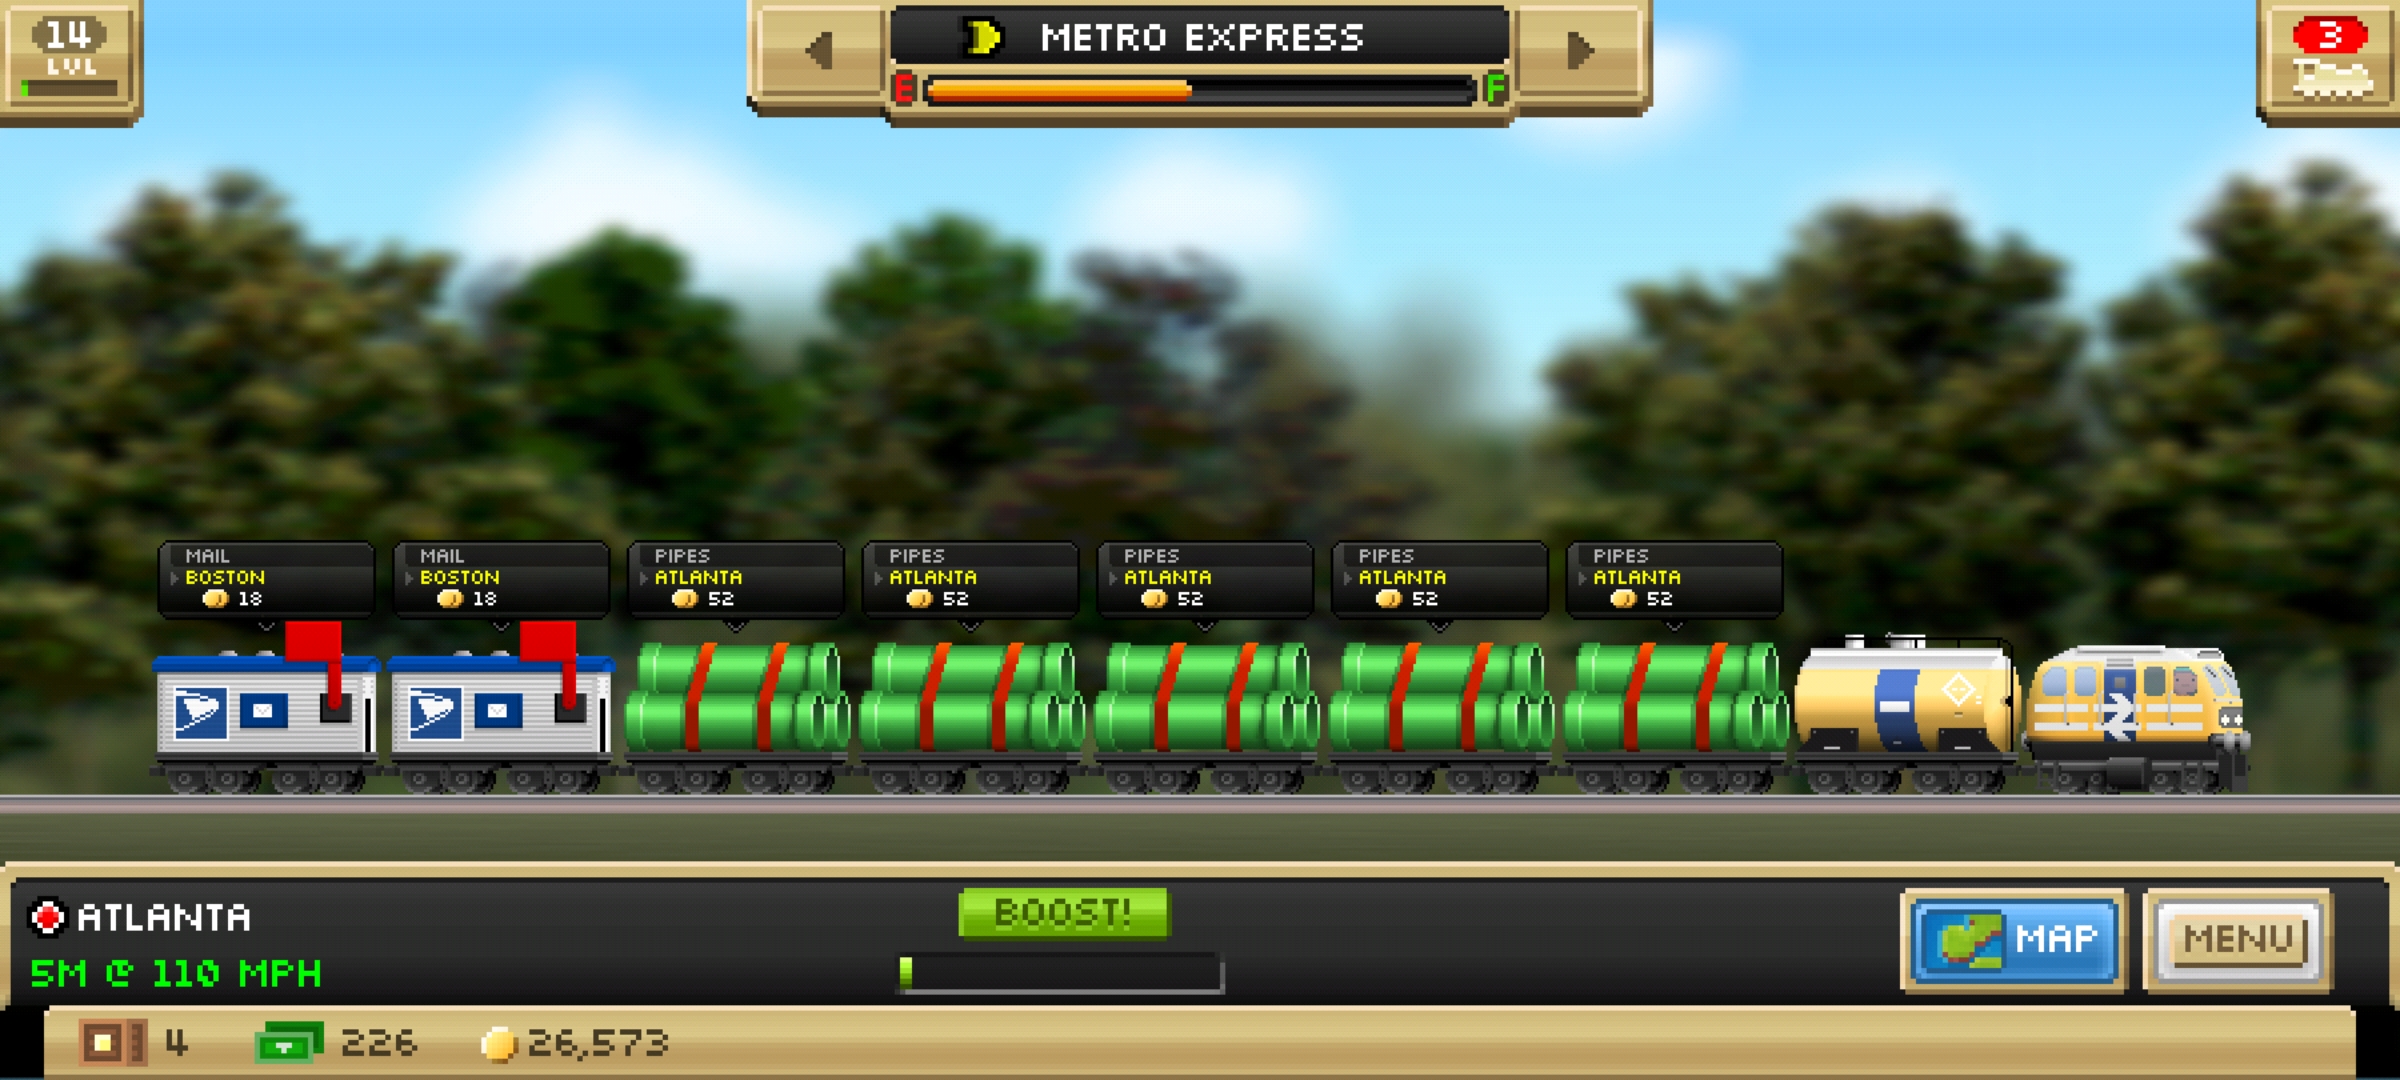 14
LVL
METRO EXPRESS
E F
3
MAIL
BOSTON
18
MAIL
BOSTON
18
PIPES
ATLANTA
52
PIPES
ATLANTA
52
PIPES
ATLANTA
52
PIPES
ATLANTA
52
PIPES
ATLANTA
52
ATLANTA
5M @ 110 MPH
BOOST!
MAP
MENU
4
226
26,573